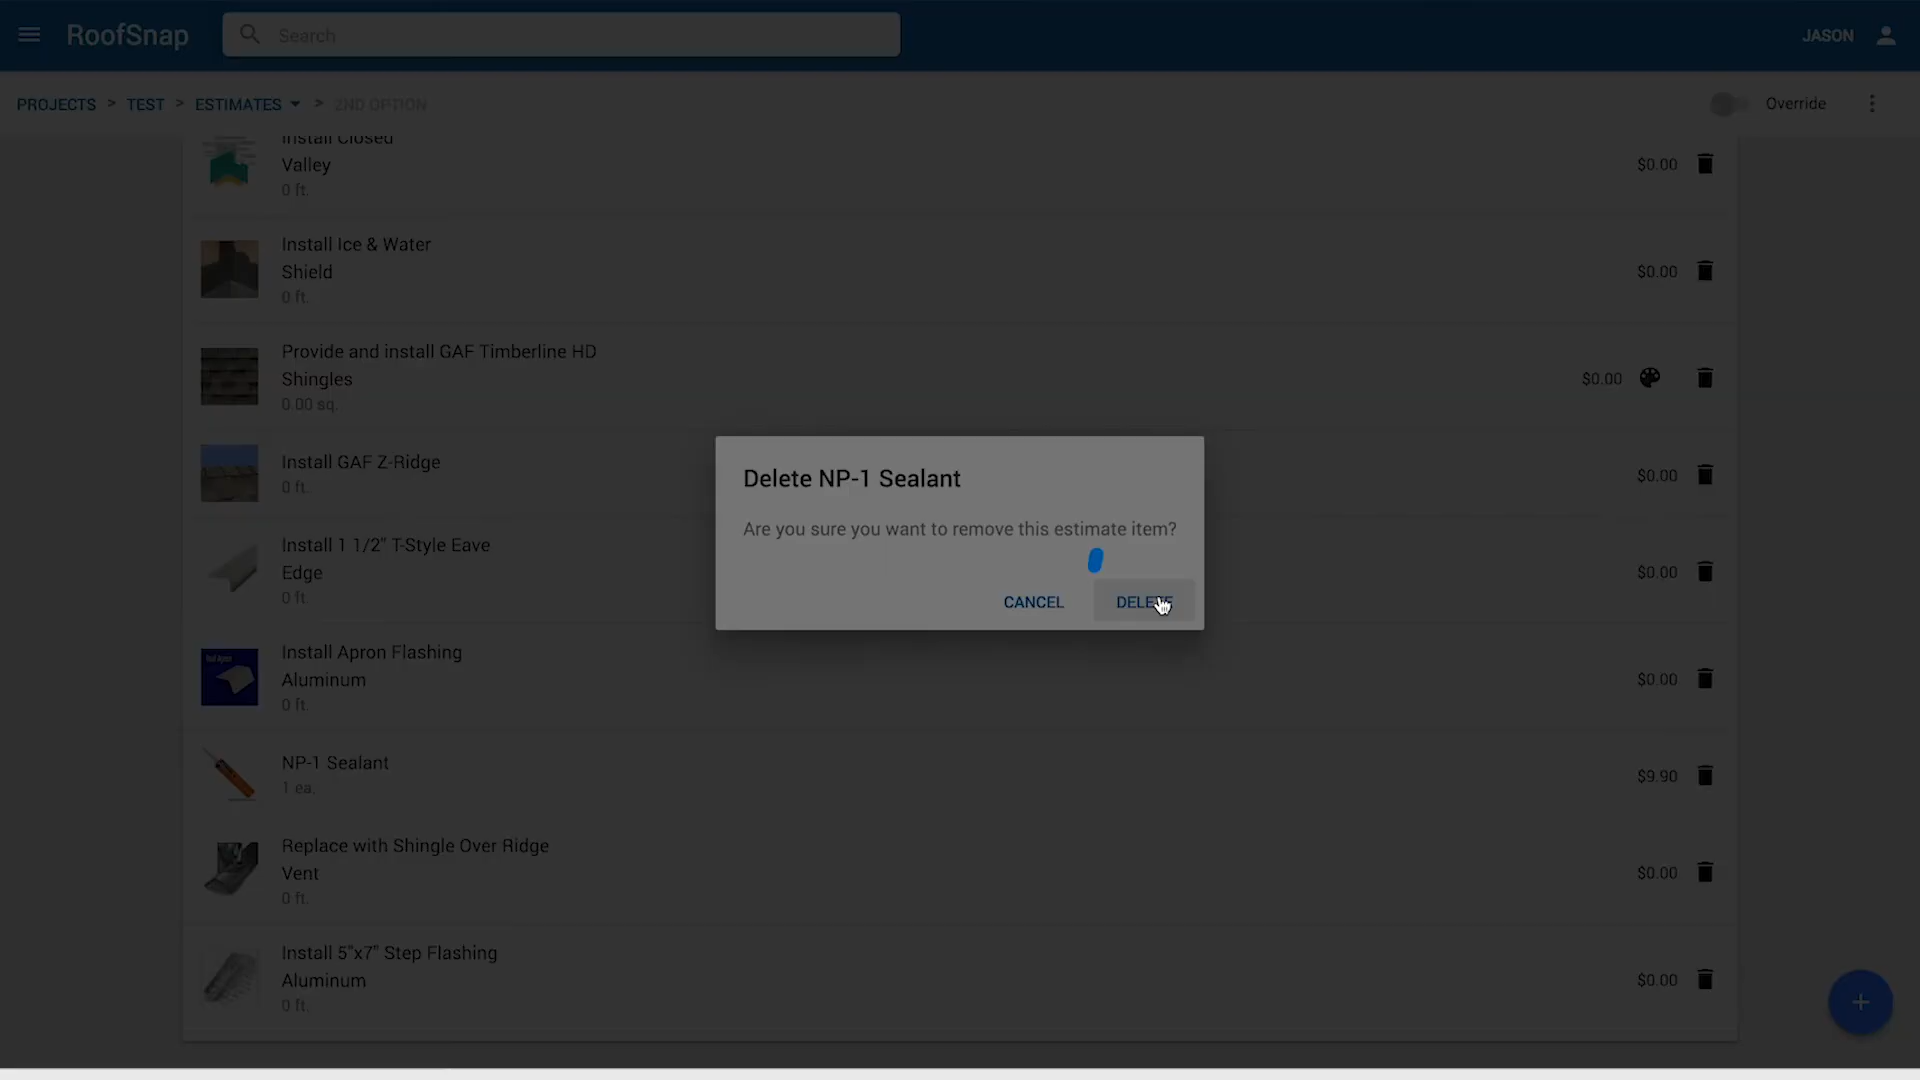 RoofSnap
Search
JASON
PROJECTS > TEST > ESTIMATES > 2ND OPTION
Override
Install Closed
Valley
0 ft.
$0.00
Install Ice & Water
Shield
0 ft.
$0.00
Provide and install GAF Timberline HD
Shingles
0.00 sq.
$0.00
Install GAF Z-Ridge
0 ft.
$0.00
Install 1 1/2" T-Style Eave
Edge
0 ft.
$0.00
Install Apron Flashing
Aluminum
0 ft.
$0.00
NP-1 Sealant
1 ea.
$9.90
Replace with Shingle Over Ridge
Vent
0 ft.
$0.00
Install 5"x7" Step Flashing
Aluminum
0 ft.
$0.00
Delete NP-1 Sealant
Are you sure you want to remove this estimate item?
CANCEL
DELETE